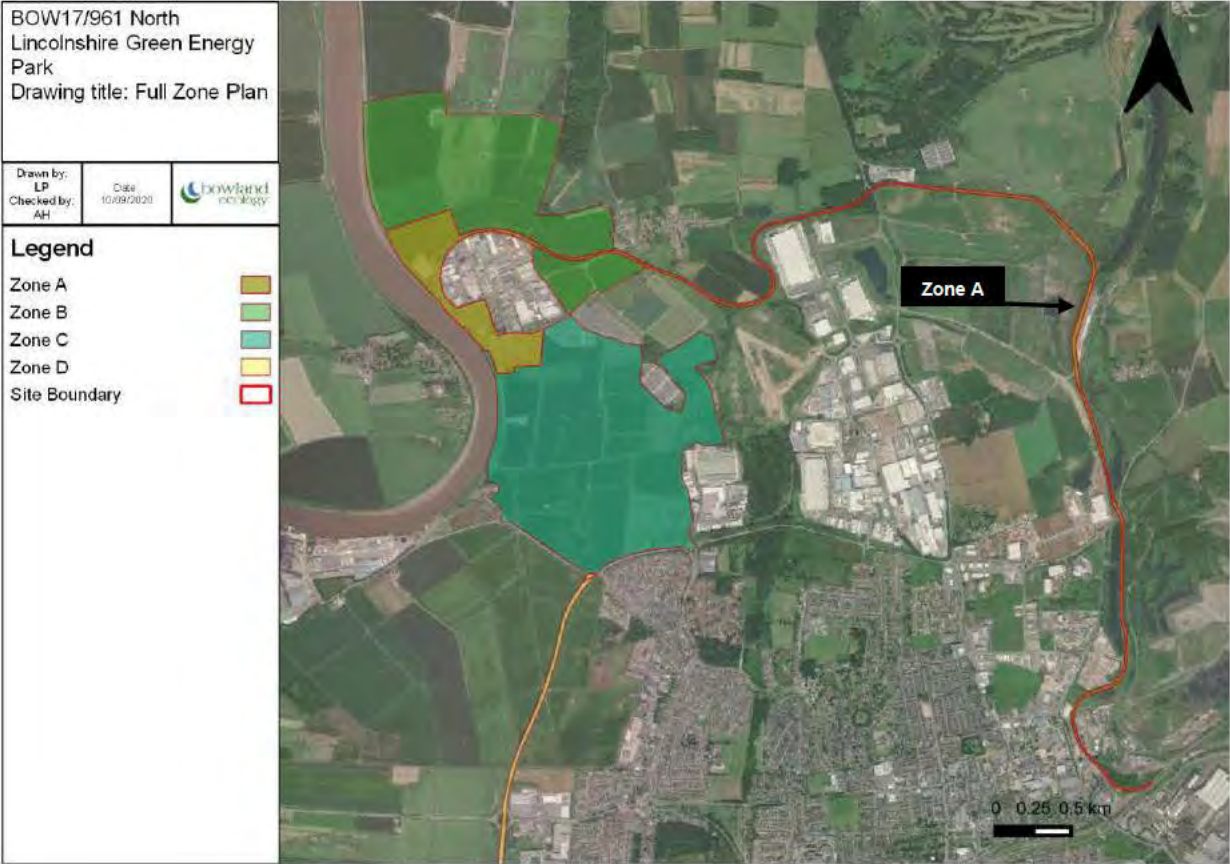 BOW17/961 North
Lincolnshire Green Energy
Park
Drawing title: Full Zone Plan
Drawn by:
LP
Checked by:
AH
Date
10/09/2020
bowland
ecology
Legend
Zone A
Zone B
Zone C
Zone D
Site Boundary
Zone A
0 0.25 0.5 km